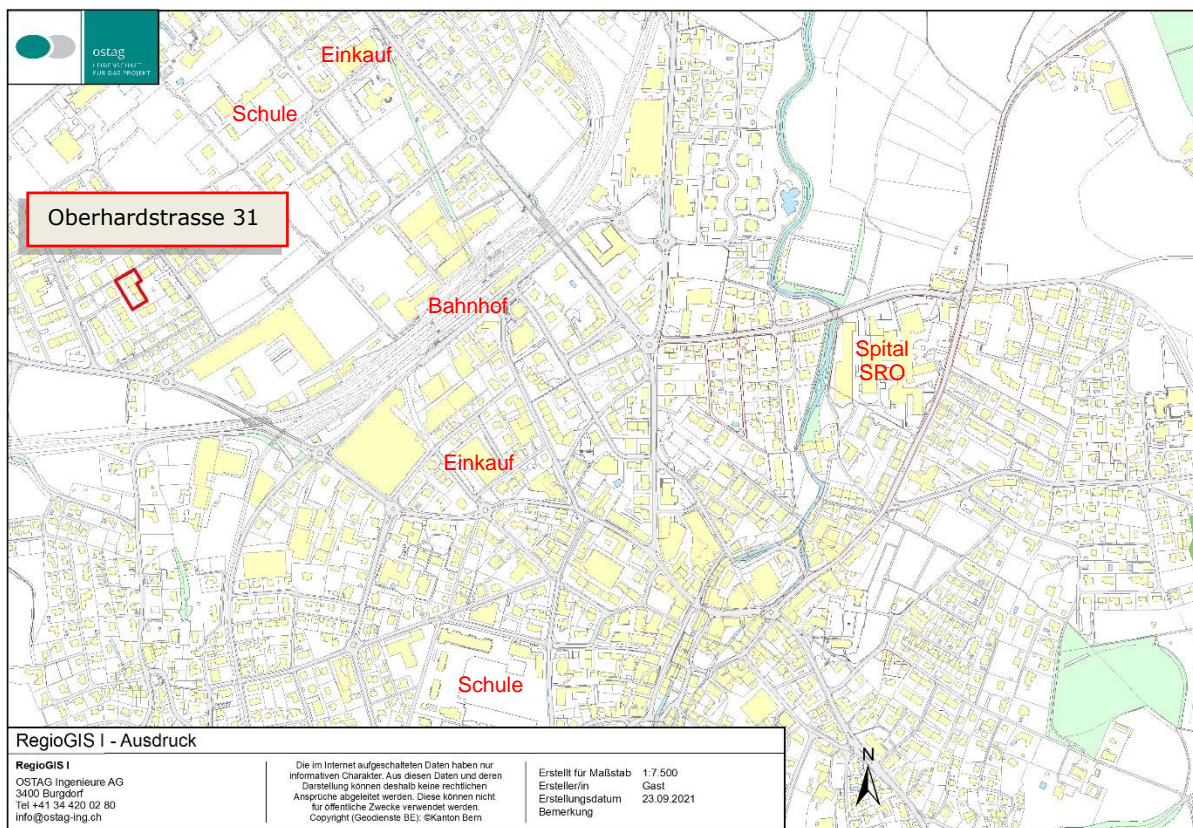 ostag
LEIDENSCHAFT
FÜR DAS PROJEKT
Einkauf
Schule
Oberhardstrasse 31
Bahnhof
Spital
SRO
Einkauf
Schule
N
RegioGIS I - Ausdruck
RegioGIS I
OSTAG Ingenieure AG
3400 Burgdorf
Tel +41 34 420 02 80
info@ostag-ing.ch
Die im Internet aufgeschalteten Daten haben nur
informativen Charakter. Aus diesen Daten und deren
Darstellung können deshalb keine rechtlichen
Ansprüche abgeleitet werden. Diese können nicht
für öffentliche Zwecke verwendet werden.
Copyright (Geodienste BE): ©Kanton Bern
Erstellt für Maßstab 1:7.500
Ersteller/in Gast
Erstellungsdatum 23.09.2021
Bemerkung